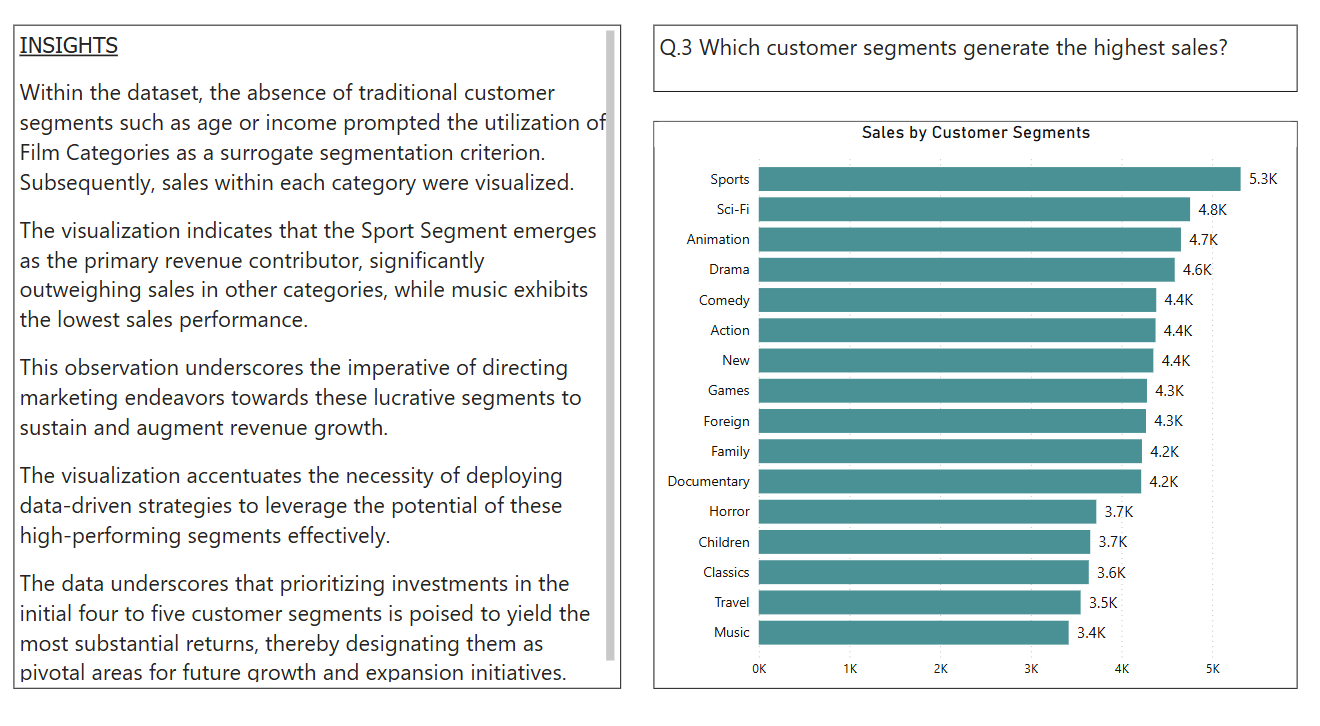 INSIGHTS
Within the dataset, the absence of traditional customer
segments such as age or income prompted the utilization of
Film Categories as a surrogate segmentation criterion.
Subsequently, sales within each category were visualized.
The visualization indicates that the Sport Segment emerges
as the primary revenue contributor, significantly
outweighing sales in other categories, while music exhibits
the lowest sales performance.
This observation underscores the imperative of directing
marketing endeavors towards these lucrative segments to
sustain and augment revenue growth.
The visualization accentuates the necessity of deploying
data-driven strategies to leverage the potential of these
high-performing segments effectively.
The data underscores that prioritizing investments in the
initial four to five customer segments is poised to yield the
most substantial returns, thereby designating them as
pivotal areas for future growth and expansion initiatives.
Q.3 Which customer segments generate the highest sales?
Sales by Customer Segments
Sports 5.3K
Sci-Fi 4.8K
Animation 4.7K
Drama 4.6K
Comedy 4.4K
Action 4.4K
New 4.4K
Games 4.3K
Foreign 4.3K
Family 4.2K
Documentary 4.2K
Horror 3.7K
Children 3.7K
Classics 3.6K
Travel 3.5K
Music 3.4K
0K 1K 2K 3K 4K 5K